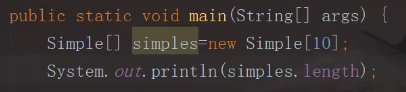 public static void main(String[] args) {
Simple[] simples=new Simple[10];
System.out.println(simples.length);